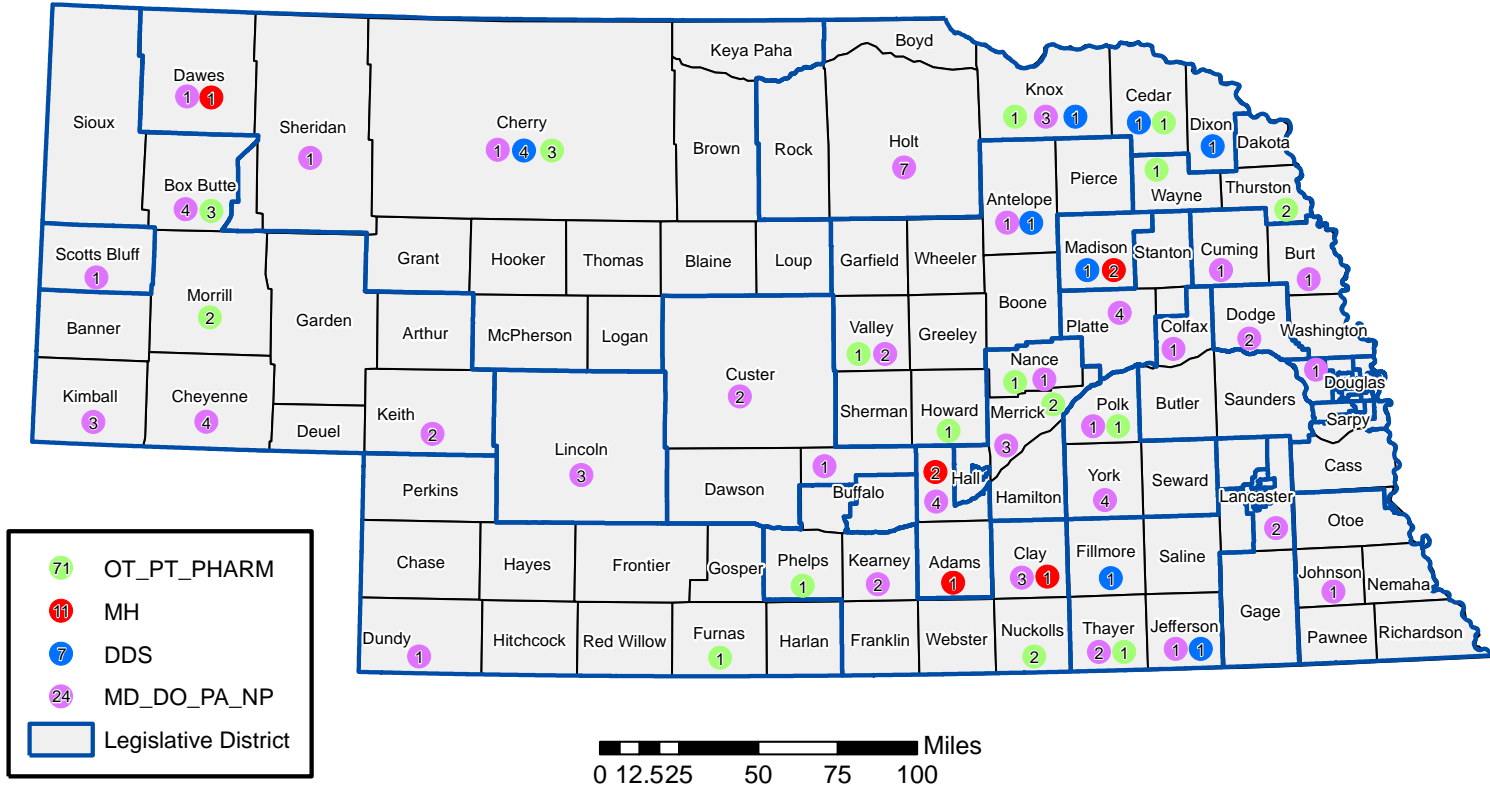 Keya Paha
Boyd
Dawes
1 1
Sioux
Sheridan
1
Cherry
1 4 3
Brown
Rock
Holt
7
Knox
1 3 1
Cedar
1 1
Dixon
1
Dakota
Box Butte
4 3
Antelope
1 1
Pierce
1
Wayne
Thurston
2
Scotts Bluff
1
Morrill
2
Garden
Grant
Hooker
Thomas
Blaine
Loup
Garfield
Wheeler
Madison
1 2
Stanton
Cuming
1
Burt
1
Boone
Banner
Arthur
McPherson
Logan
Valley
1 2
Greeley
4
Platte
Colfax
1
Dodge
2
Washington
Nance
1 1
1
Douglas
Kimball
3
Cheyenne
4
Deuel
Keith
2
Custer
2
Sherman
Howard
1
Merrick
2
3
Polk
1 1
Butler
Saunders
Sarpy
Lincoln
3
Perkins
Dawson
1
Buffalo
2
4
Hall
Hamilton
York
4
Seward
Lancaster
2
Cass
Otoe
Chase
Hayes
Frontier
Gosper
Phelps
1
Kearney
2
Adams
1
Clay
3 1
Fillmore
1
Saline
Johnson
1
Nemaha
Dundy
1
Hitchcock
Red Willow
Furnas
1
Harlan
Franklin
Webster
Nuckolls
2
Thayer
2 1
Jefferson
1 1
Gage
Pawnee
Richardson
71 OT_PT_PHARM
11 MH
7 DDS
24 MD_DO_PA_NP
Legislative District
Miles
0 12.525 50 75 100